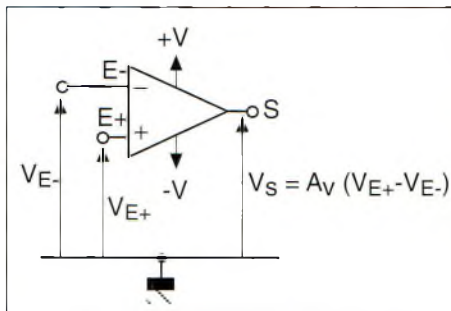 +V
E-
−
S
E+
+
VE-
VE+
-V
VS = AV (VE+-VE-)